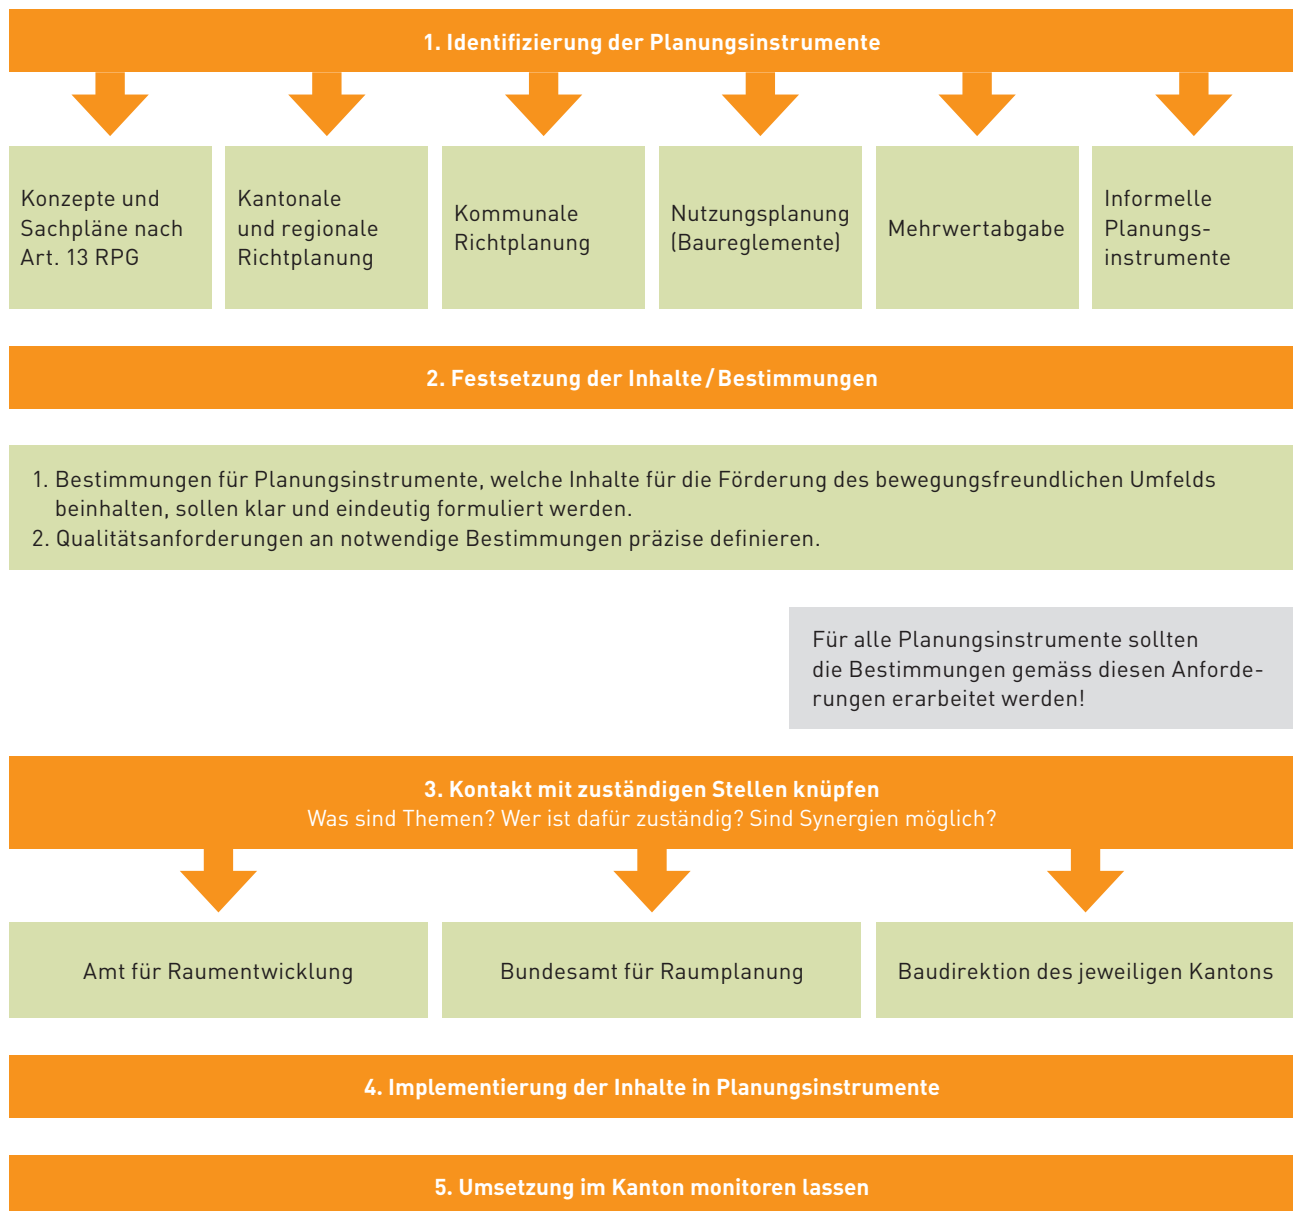 1. Identifizierung der Planungsinstrumente
Konzepte und
Sachpläne nach
Art. 13 RPG
Kantonale
und regionale
Richtplanung
Kommunale
Richtplanung
Nutzungsplanung
(Baureglemente)
Mehrwertabgabe
Informelle
Planungs-
instrumente
2. Festsetzung der Inhalte/Bestimmungen
1. Bestimmungen für Planungsinstrumente, welche Inhalte für die Förderung des bewegungsfreundlichen Umfelds
beinhalten, sollen klar und eindeutig formuliert werden.
2. Qualitätsanforderungen an notwendige Bestimmungen präzise definieren.
Für alle Planungsinstrumente sollten
die Bestimmungen gemäss diesen Anforde-
rungen erarbeitet werden!
3. Kontakt mit zuständigen Stellen knüpfen
Was sind Themen? Wer ist dafür zuständig? Sind Synergien möglich?
Amt für Raumentwicklung
Bundesamt für Raumplanung
Baudirektion des jeweiligen Kantons
4. Implementierung der Inhalte in Planungsinstrumente
5. Umsetzung im Kanton monitoren lassen